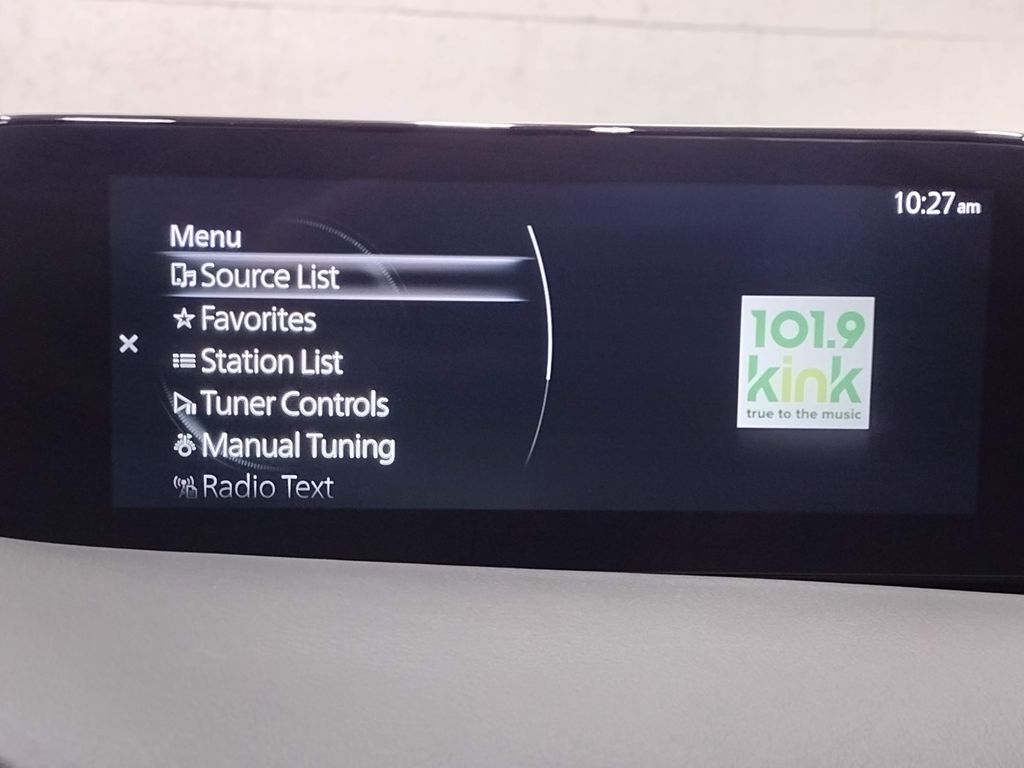 10:27am
Menu
Source List
Favorites
Station List
Tuner Controls
Manual Tuning
Radio Text
101.9
kink
true to the music